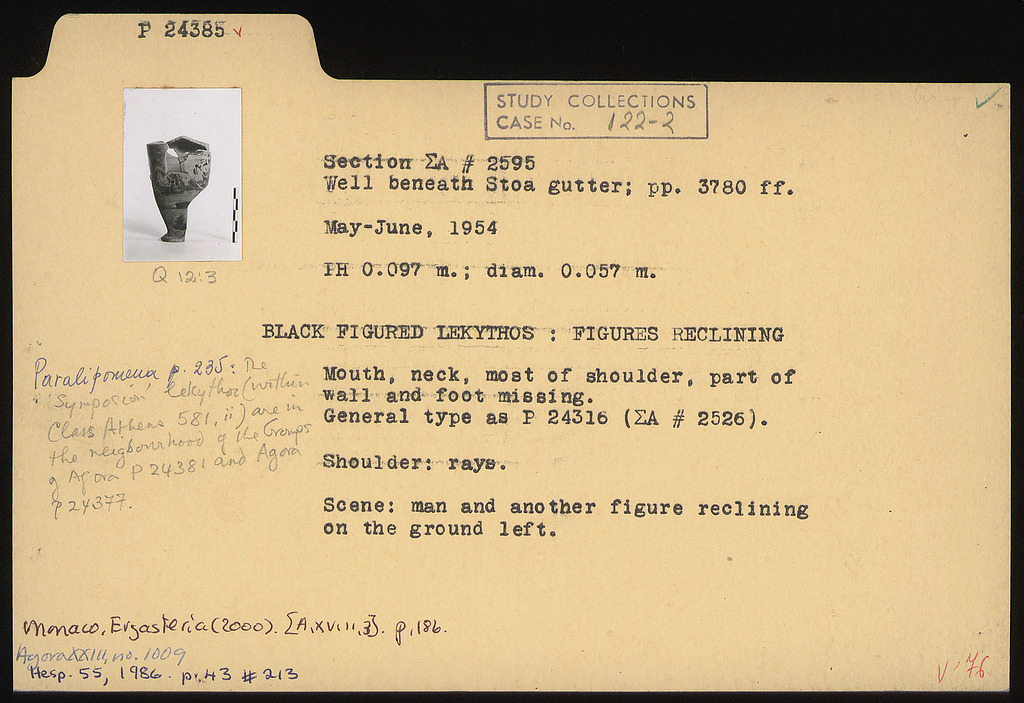 P 24385 ✓
STUDY COLLECTIONS
CASE No. 122-2
Section ΣΑ # 2595
Well beneath Stoa gutter; pp. 3780 ff.
May-June, 1954
PH 0.097 m.; diam. 0.057 m.
Q 12:3
BLACK FIGURED LEKYTHOS : FIGURES RECLINING
Paralipomena p. 235: The
'Symposion' lekythoi (within
Class Athens 581, ii) are in
the neigbourhood of the Groups
of Agora P 24381 and Agora
P 24377.
Mouth, neck, most of shoulder, part of
wall and foot missing.
General type as P 24316 (ΣΑ # 2526).
Shoulder: rays.
Scene: man and another figure reclining
on the ground left.
Monaco, Ergasteria (2000). [A.XVIII,3]. p.186.
Agora XXIII, no. 1009
Hesp. 55, 1986. p. 43 # 213
V '76